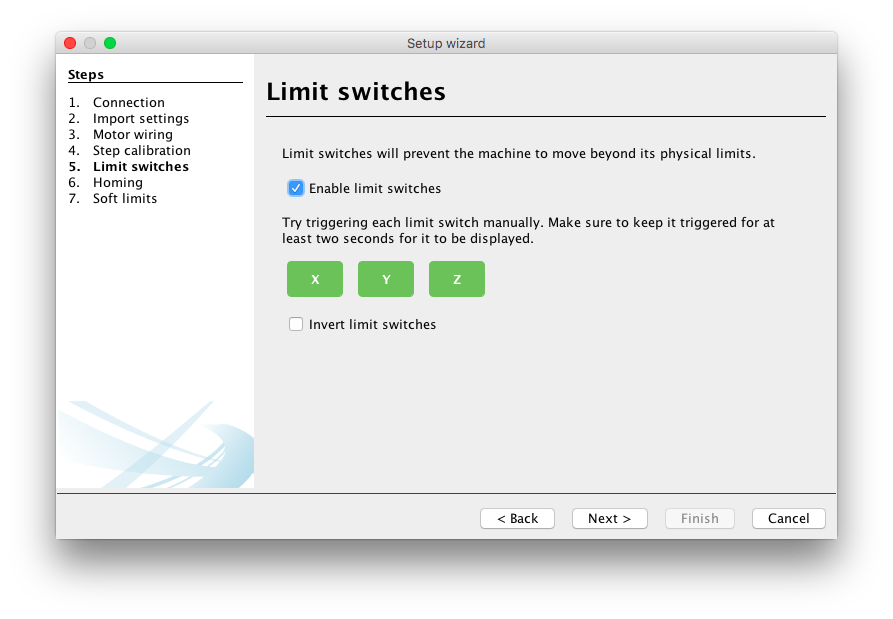 Setup wizard
Steps
1. Connection
2. Import settings
3. Motor wiring
4. Step calibration
5. Limit switches
6. Homing
7. Soft limits
Limit switches
Limit switches will prevent the machine to move beyond its physical limits.
Enable limit switches
Try triggering each limit switch manually. Make sure to keep it triggered for at
least two seconds for it to be displayed.
X Y Z
Invert limit switches
< Back Next > Finish Cancel